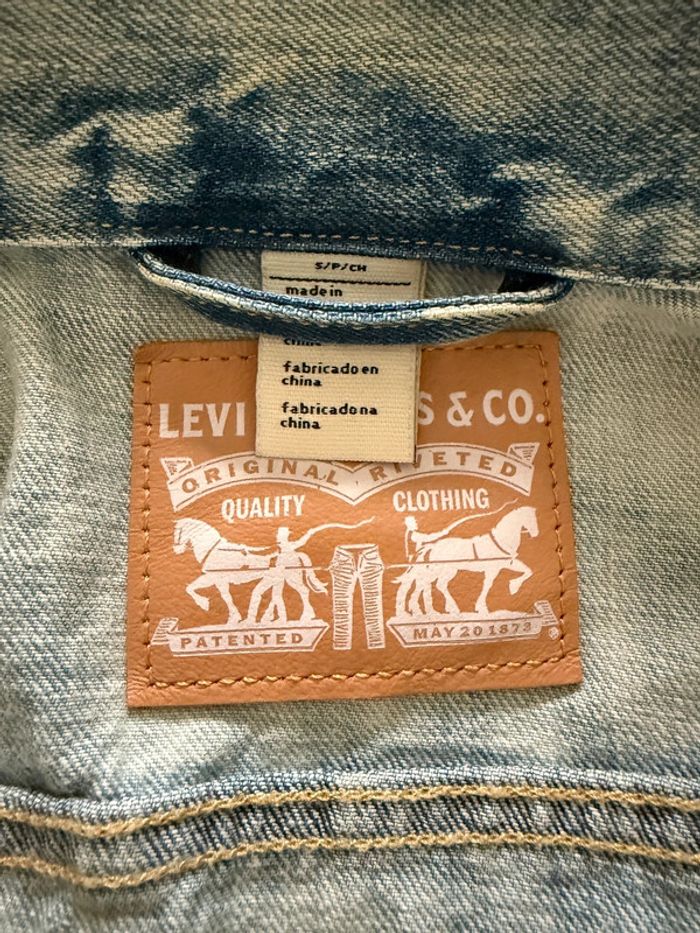 S/P/CH
made in
china
fabricado en
china
fabricado na
china
LEVI S & CO.
ORIGINAL RIVETED
QUALITY CLOTHING
PATENTED MAY 20 1873